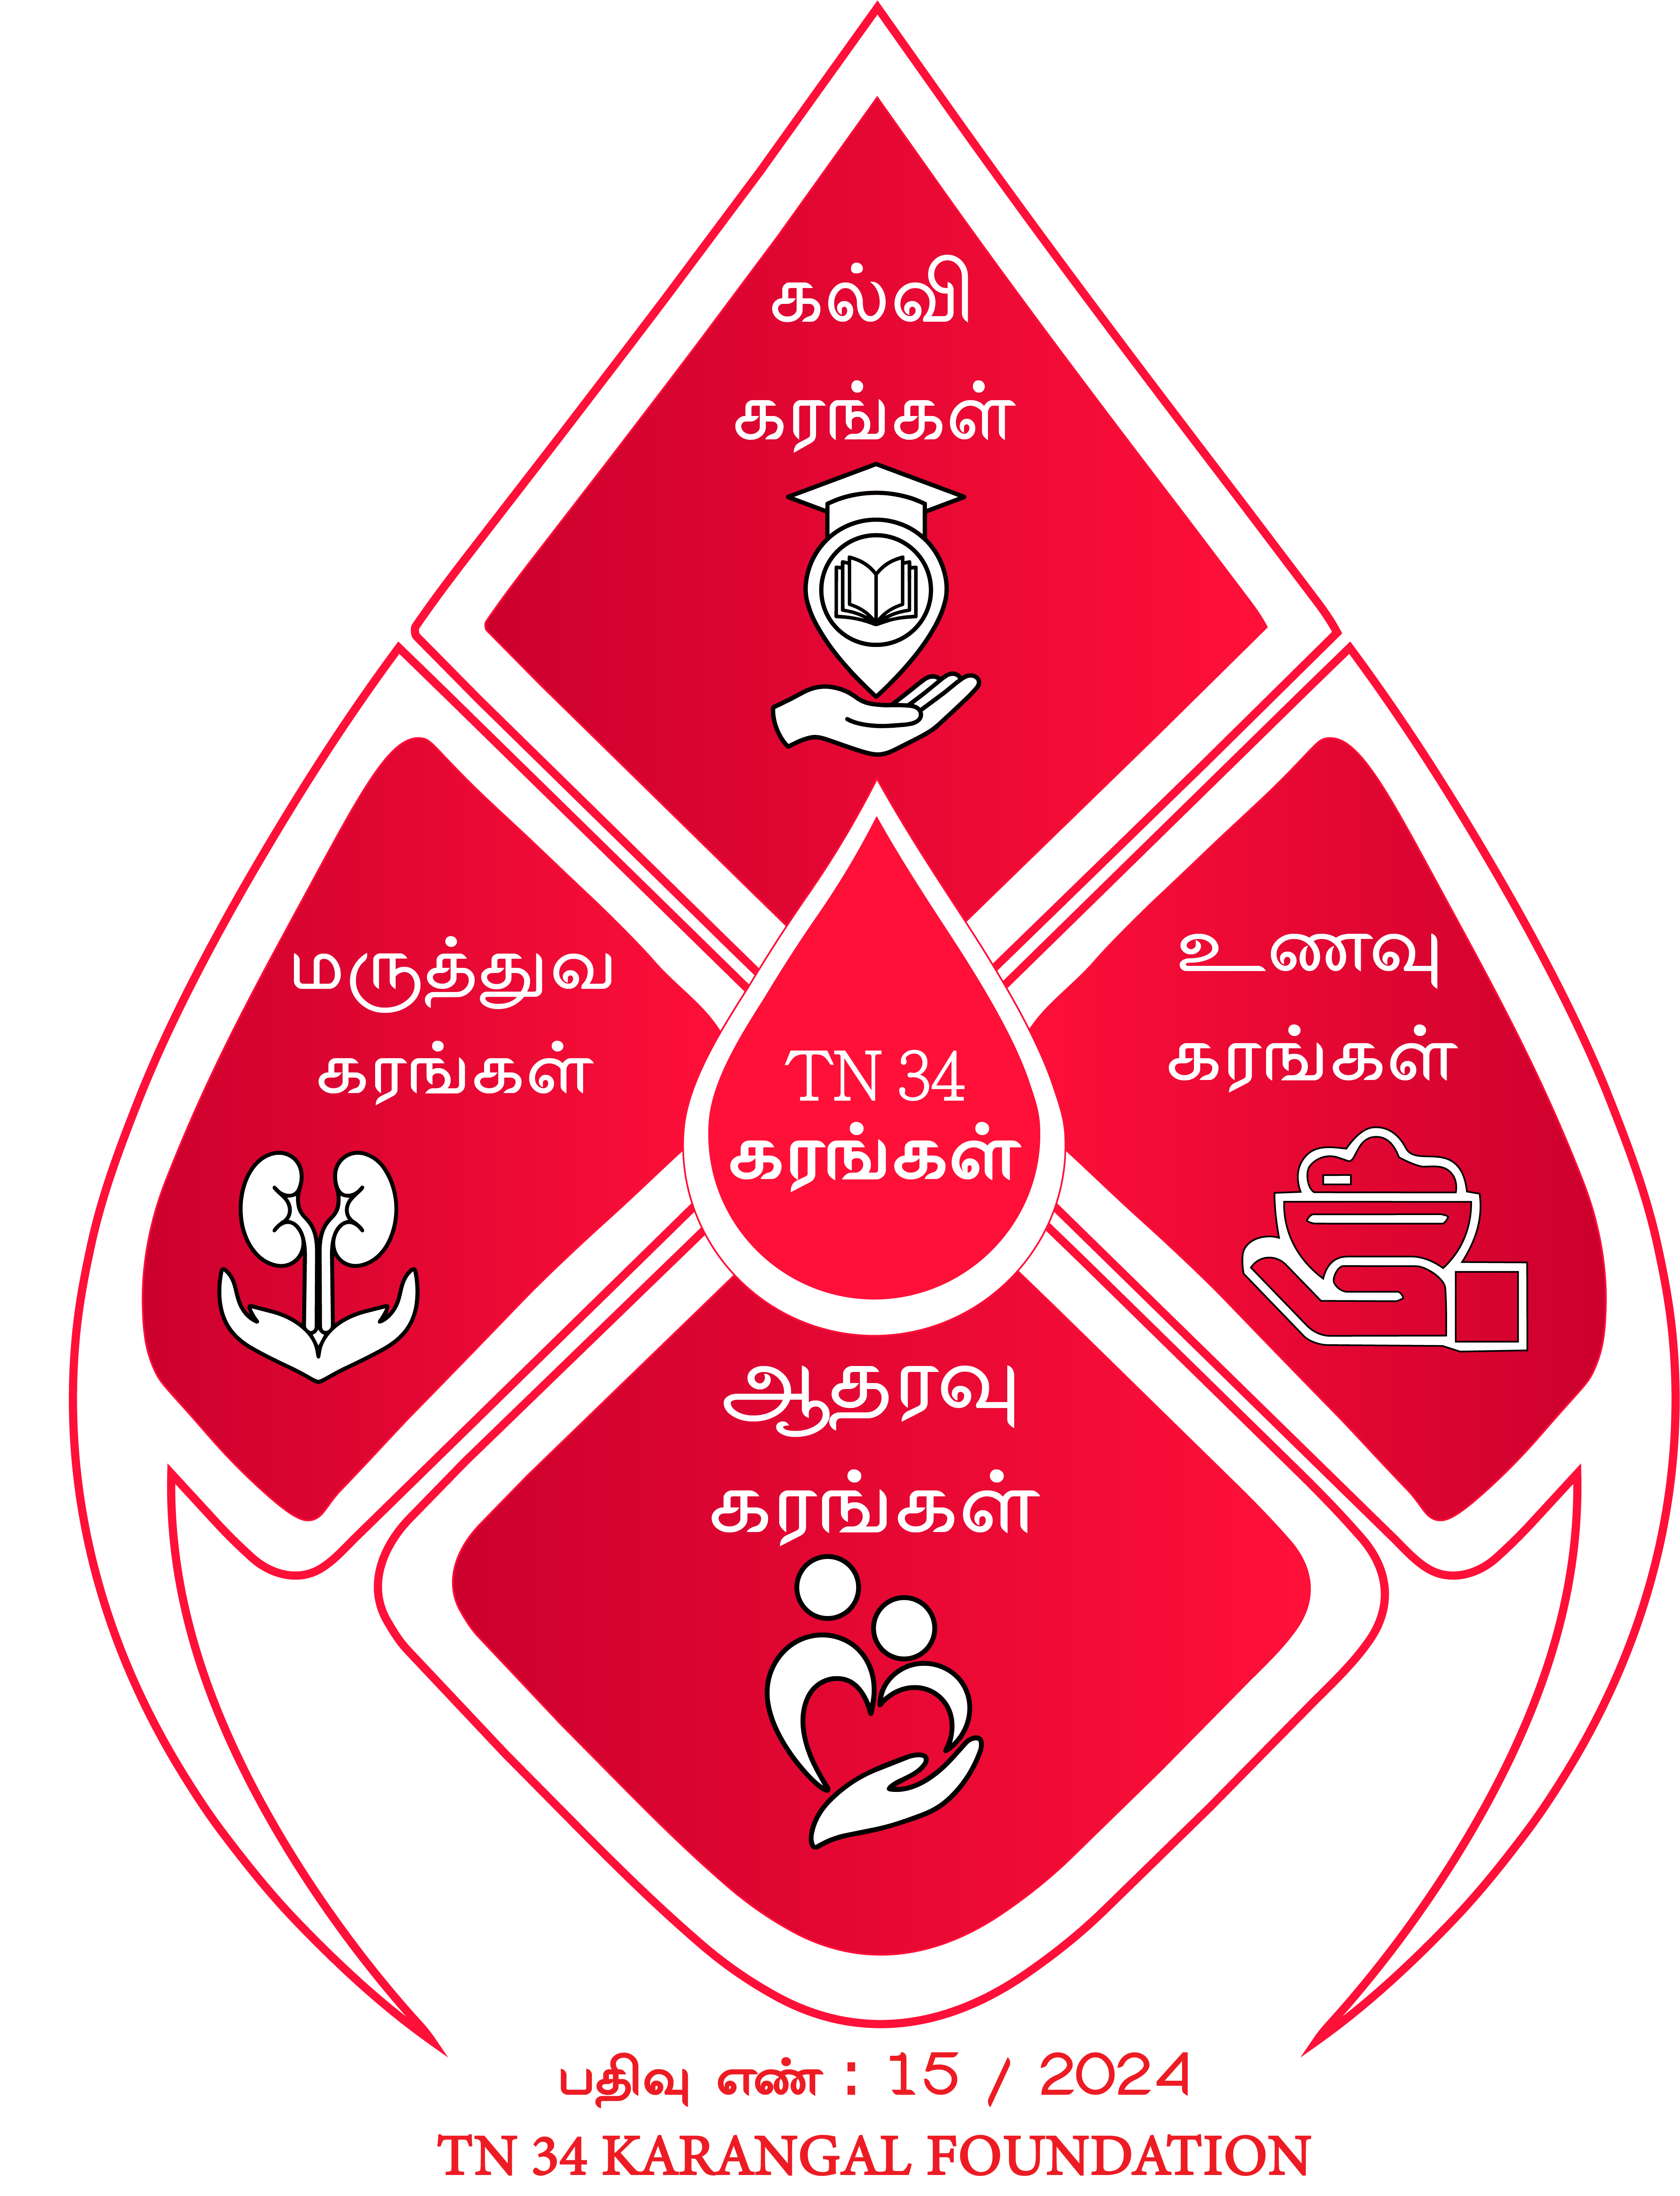 கல்வி
கரங்கள்
மருத்துவ
கரங்கள்
உணவு
கரங்கள்
TN 34
கரங்கள்
ஆதரவு
கரங்கள்
பதிவு எண் : 15 / 2024
TN 34 KARANGAL FOUNDATION